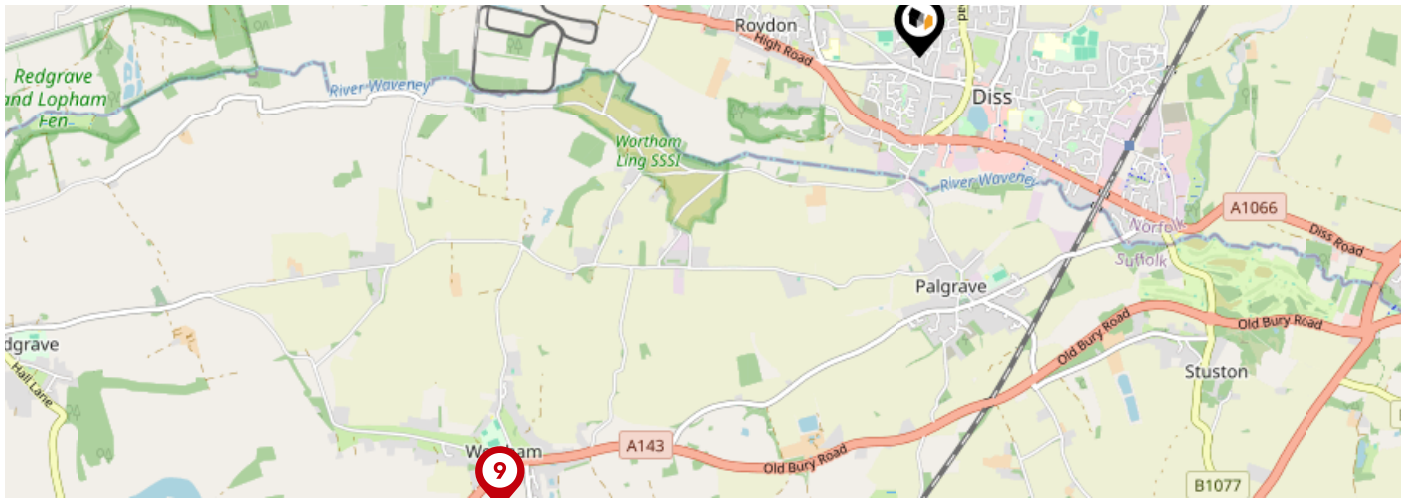 Roydon
High Road
ad
Redgrave
and Lopham
Fen
River Waveney
Diss
Wortham
Ling SSSI
River Waveney
A1066
Norfolk
Suffolk
Diss Road
Palgrave
Old Bury Road
Old Bury Road
dgrave
Hall Lane
Stuston
A143
9
Old Bury Road
B1077